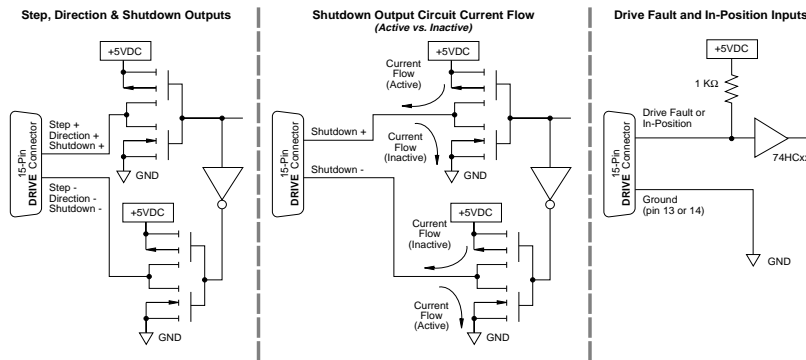 Step, Direction & Shutdown Outputs
+5VDC
15-Pin
DRIVE Connector
Step +
Direction +
Shutdown +
GND
Step -
Direction -
Shutdown -
+5VDC
GND
Shutdown Output Circuit Current Flow
(Active vs. Inactive)
+5VDC
Current
Flow
(Active)
15-Pin
DRIVE Connector
Shutdown +
Current
Flow
(Inactive)
GND
Shutdown -
+5VDC
Current
Flow
(Inactive)
Current
Flow
(Active)
GND
Drive Fault and In-Position Inputs
+5VDC
1 KΩ
15-Pin
DRIVE Connector
Drive Fault or
In-Position
74HCxx
Ground
(pin 13 or 14)
GND